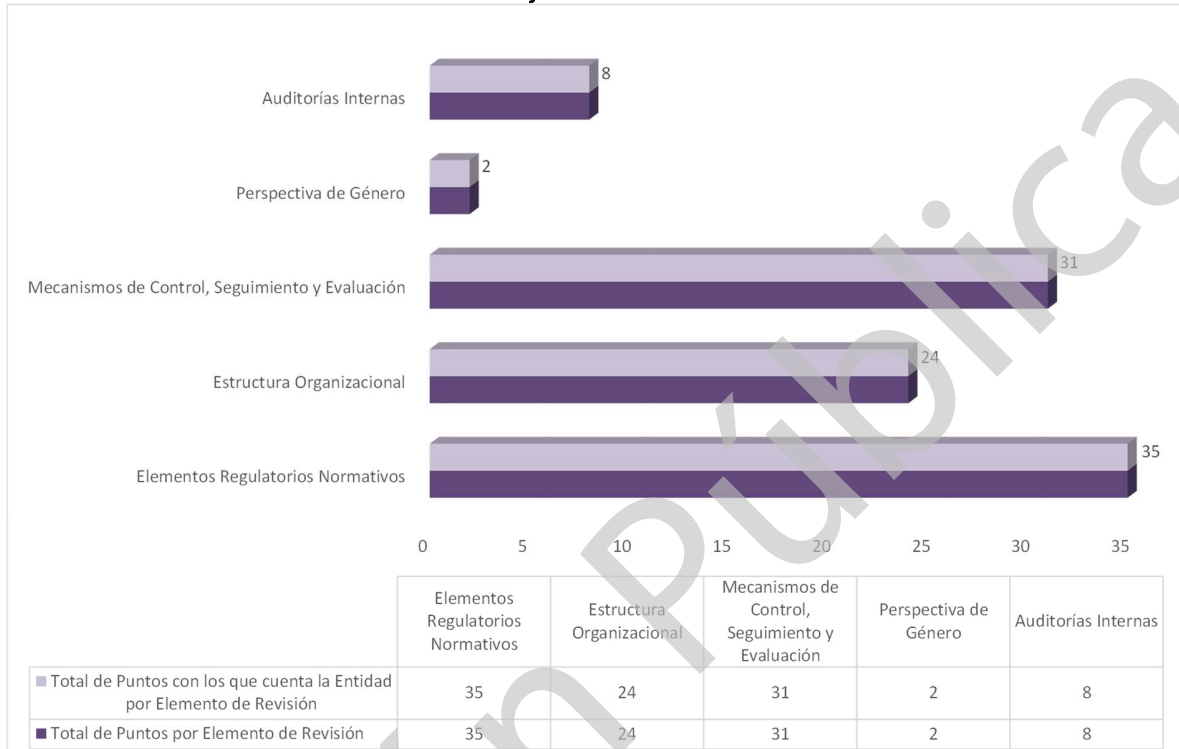 Auditorías Internas
8
Perspectiva de Género
2
Mecanismos de Control, Seguimiento y Evaluación
31
Estructura Organizacional
24
Elementos Regulatorios Normativos
35
0 5 10 15 20 25 30 35
Elementos
Regulatorios
Normativos
Estructura
Organizacional
Mecanismos de
Control,
Seguimiento y
Evaluación
Perspectiva de
Género
Auditorías Internas
Total de Puntos con los que cuenta la Entidad
por Elemento de Revisión
35 24 31 2 8
Total de Puntos por Elemento de Revisión
35 24 31 2 8
n Pública